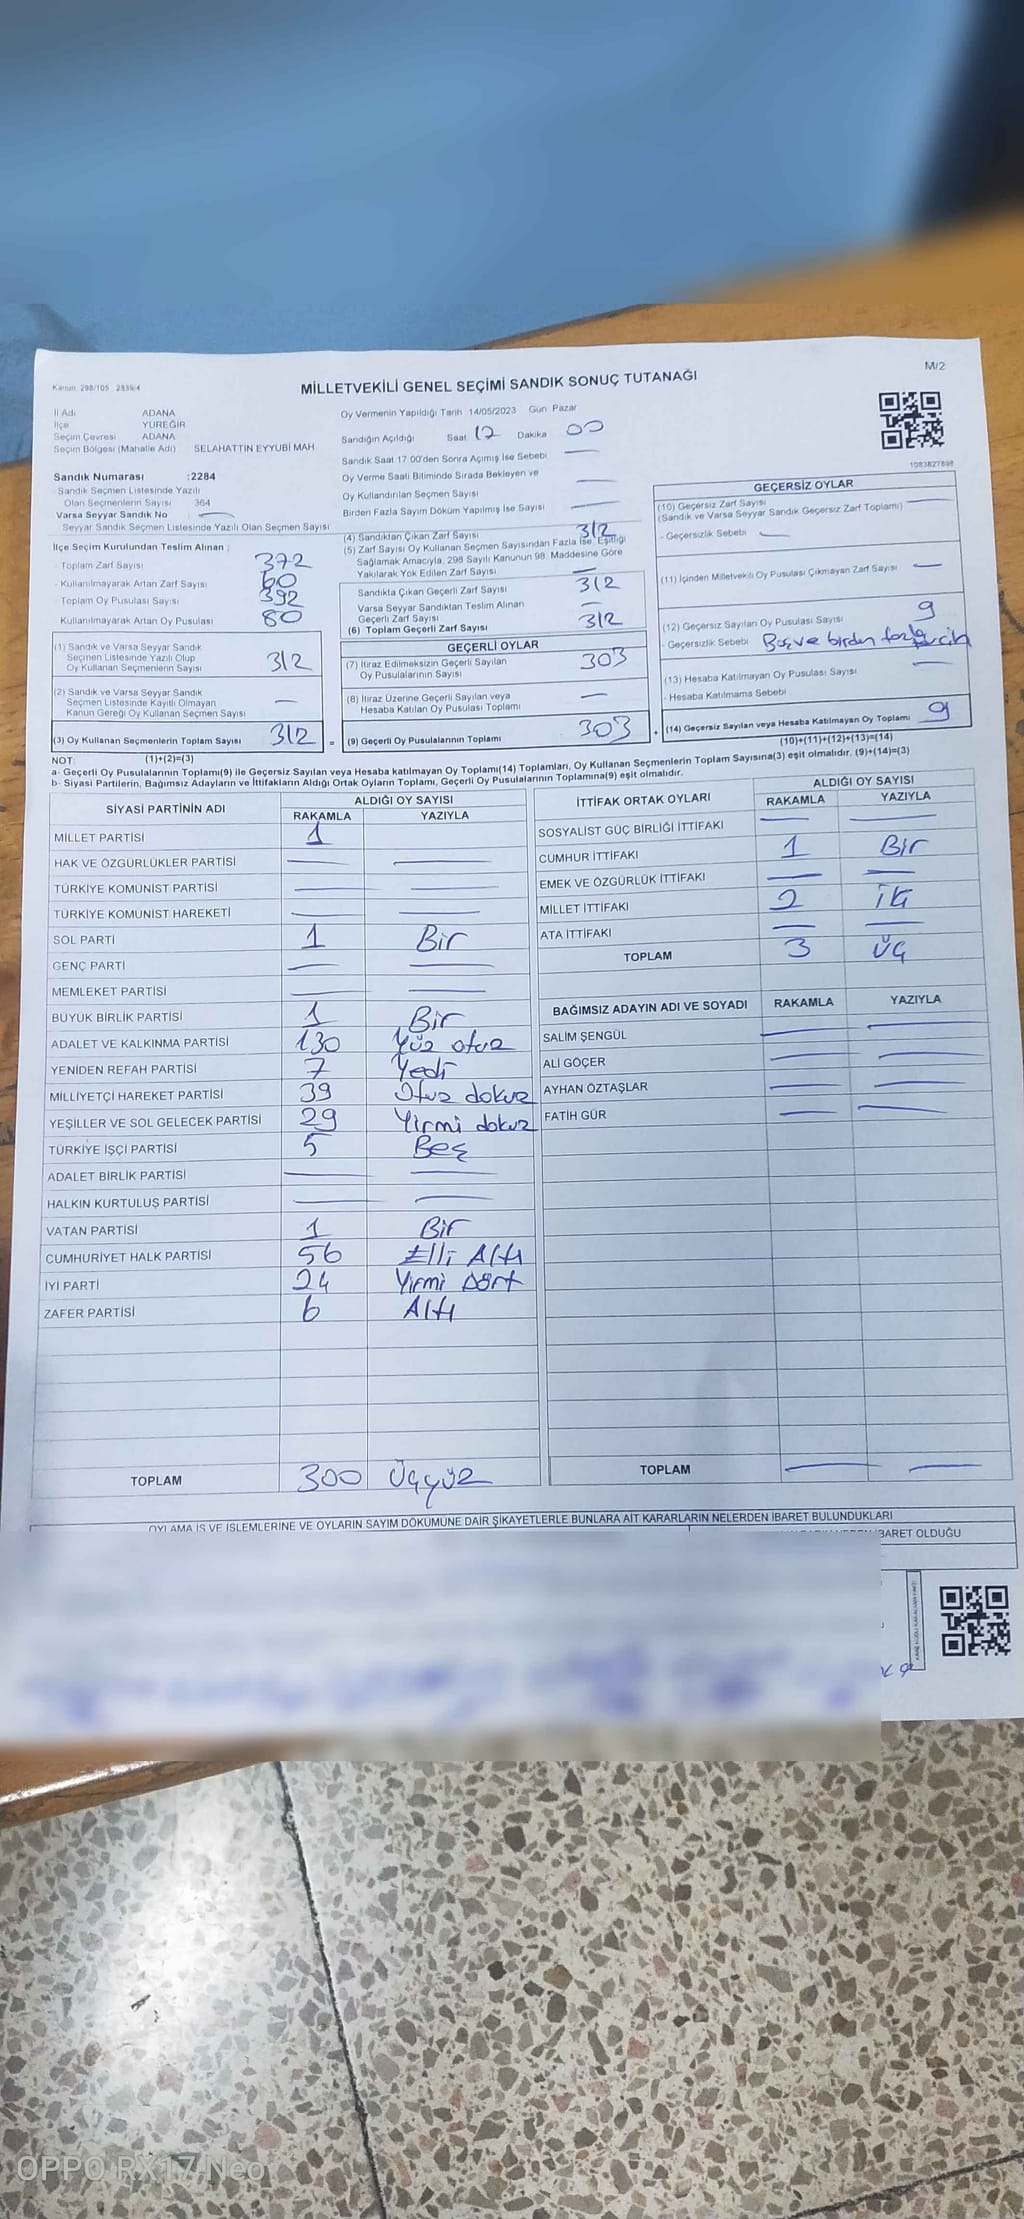 Kanun 298/105 2839/4
MİLLETVEKİLİ GENEL SEÇİMİ SANDIK SONUÇ TUTANAĞI
M/2
İl Adı ADANA
İlçe YÜREĞİR
Seçim Çevresi ADANA
Seçim Bölgesi (Mahalle Adı) SELAHATTİN EYYUBİ MAH
Sandık Numarası :2284
Sandık Seçmen Listesinde Yazılı
Olan Seçmenlerin Sayısı 364
Varsa Seyyar Sandık No
Seyyar Sandık Seçmen Listesinde Yazılı Olan Seçmen Sayısı
Oy Vermenin Yapıldığı Tarih 14/05/2023 Gün Pazar
Sandığın Açıldığı Saat 17 Dakika 00
Sandık Saat 17:00'den Sonra Açımış İse Sebebi
Oy Verme Saati Bitiminde Sırada Bekleyen ve
Oy Kullandırılan Seçmen Sayısı
Birden Fazla Sayım Döküm Yapılmış İse Sayısı
1083827898
İlçe Seçim Kurulundan Teslim Alınan :
- Toplam Zarf Sayısı 372
- Kullanılmayarak Artan Zarf Sayısı 60
- Toplam Oy Pusulası Sayısı 392
Kullanılmayarak Artan Oy Pusulası 80
(1) Sandık ve Varsa Seyyar Sandık
Seçmen Listesinde Yazılı Olup
Oy Kullanan Seçmenlerin Sayısı 312
(2) Sandık ve Varsa Seyyar Sandık
Seçmen Listesinde Kayıtlı Olmayan
Kanun Gereği Oy Kullanan Seçmen Sayısı —
(3) Oy Kullanan Seçmenlerin Toplam Sayısı 312 =
(4) Sandıktan Çıkan Zarf Sayısı 312
(5) Zarf Sayısı Oy Kullanan Seçmen Sayısından Fazla İse, Eşitliği
Sağlamak Amacıyla, 298 Sayılı Kanunun 98. Maddesine Göre
Yakılarak Yok Edilen Zarf Sayısı —
Sandıkta Çıkan Geçerli Zarf Sayısı 312
Varsa Seyyar Sandıktan Teslim Alınan
Geçerli Zarf Sayısı —
(6) Toplam Geçerli Zarf Sayısı 312
GEÇERLİ OYLAR
(7) İtiraz Edilmeksizin Geçerli Sayılan
Oy Pusulalarının Sayısı 303
(8) İtiraz Üzerine Geçerli Sayılan veya
Hesaba Katılan Oy Pusulası Toplamı —
(9) Geçerli Oy Pusulalarının Toplamı 303 +
GEÇERSİZ OYLAR
(10) Geçersiz Zarf Sayısı
(Sandık ve Varsa Seyyar Sandık Geçersiz Zarf Toplamı) —
- Geçersizlik Sebebi —
(11) İçinden Milletvekili Oy Pusulası Çıkmayan Zarf Sayısı —
(12) Geçersiz Sayılan Oy Pusulası Sayısı 9
- Geçersizlik Sebebi Boş ve birden fazla
(13) Hesaba Katılmayan Oy Pusulası Sayısı —
- Hesaba Katılmama Sebebi
(14) Geçersiz Sayılan veya Hesaba Katılmayan Oy Toplamı 9
NOT: (1)+(2)=(3) (10)+(11)+(12)+(13)=(14)
a- Geçerli Oy Pusulalarının Toplamı(9) ile Geçersiz Sayılan veya Hesaba katılmayan Oy Toplamı(14) Toplamları, Oy Kullanan Seçmenlerin Toplam Sayısına(3) eşit olmalıdır. (9)+(14)=(3)
b- Siyasi Partilerin, Bağımsız Adayların ve İttifakların Aldığı Ortak Oyların Toplamı, Geçerli Oy Pusulalarının Toplamına(9) eşit olmalıdır.
SİYASİ PARTİNİN ADI ALDIĞI OY SAYISI
RAKAMLA YAZIYLA
MİLLET PARTİSİ 1
HAK VE ÖZGÜRLÜKLER PARTİSİ — —
TÜRKİYE KOMÜNİST PARTİSİ — —
TÜRKİYE KOMÜNİST HAREKETİ — —
SOL PARTİ 1 Bir
GENÇ PARTİ — —
MEMLEKET PARTİSİ — —
BÜYÜK BİRLİK PARTİSİ 1 Bir
ADALET VE KALKINMA PARTİSİ 130 Yüz otuz
YENİDEN REFAH PARTİSİ 7 Yedi
MİLLİYETÇİ HAREKET PARTİSİ 39 Otuz dokuz
YEŞİLLER VE SOL GELECEK PARTİSİ 29 Yirmi dokuz
TÜRKİYE İŞÇİ PARTİSİ 5 Beş
ADALET BİRLİK PARTİSİ — —
HALKIN KURTULUŞ PARTİSİ — —
VATAN PARTİSİ 1 Bir
CUMHURİYET HALK PARTİSİ 56 Elli Altı
İYİ PARTİ 24 Yirmi Dört
ZAFER PARTİSİ 6 Altı
TOPLAM 300 Üçyüz
İTTİFAK ORTAK OYLARI ALDIĞI OY SAYISI
RAKAMLA YAZIYLA
SOSYALİST GÜÇ BİRLİĞİ İTTİFAKI — —
CUMHUR İTTİFAKI 1 Bir
EMEK VE ÖZGÜRLÜK İTTİFAKI — —
MİLLET İTTİFAKI 2 İki
ATA İTTİFAKI — —
TOPLAM 3 Üç
BAĞIMSIZ ADAYIN ADI VE SOYADI RAKAMLA YAZIYLA
SALİM ŞENGÜL — —
ALİ GÖÇER — —
AYHAN ÖZTAŞLAR — —
FATİH GÜR — —
TOPLAM — —
OYLAMA İŞ VE İŞLEMLERİNE VE OYLARIN SAYIM DÖKÜMÜNE DAİR ŞİKAYETLERLE BUNLARA AİT KARARLARIN NELERDEN İBARET BULUNDUKLARI
İBARET OLDUĞU
OPPO RX17 Neo